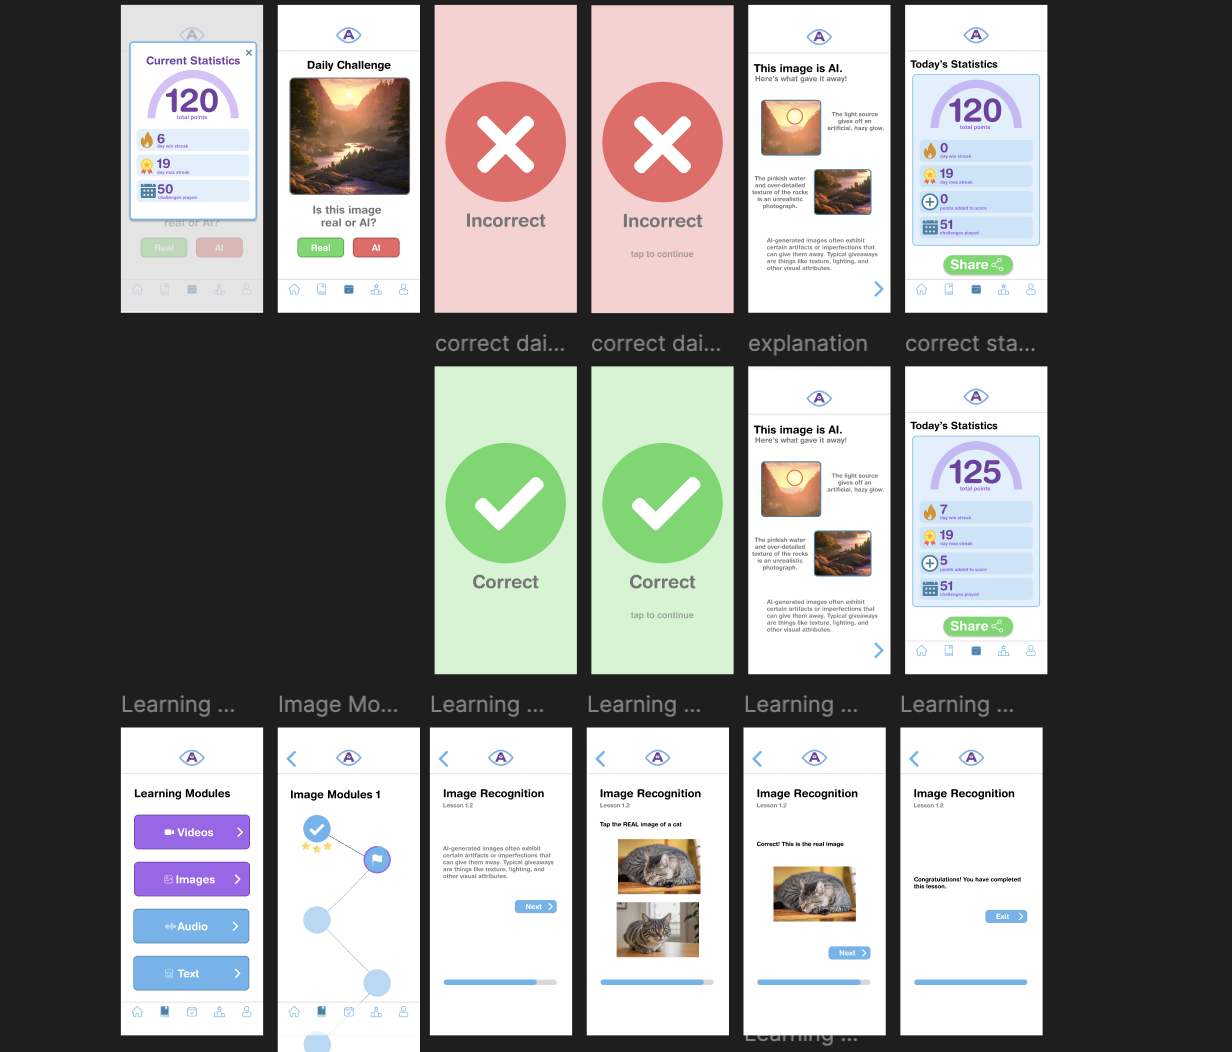 A
Current Statistics
120
total points
6
day win streak
19
day max streak
50
challenges played
real or AI?
Real
AI
A
Daily Challenge
Is this image
real or AI?
Real
AI
Incorrect
Incorrect
tap to continue
A
This image is AI.
Here's what gave it away!
The light source
gives off an
artificial, hazy glow.
The pinkish water
and over-detailed
texture of the rocks
is an unrealistic
photograph.
AI-generated images often exhibit
certain artifacts or imperfections that
can give them away. Typical giveaways
are things like texture, lighting, and
other visual attributes.
A
Today's Statistics
120
total points
0
day win streak
19
day max streak
0
points added to score
51
challenges played
Share
correct dai...
correct dai...
explanation
correct sta...
Correct
Correct
tap to continue
A
This image is AI.
Here's what gave it away!
The light source
gives off an
artificial, hazy glow.
The pinkish water
and over-detailed
texture of the rocks
is an unrealistic
photograph.
AI-generated images often exhibit
certain artifacts or imperfections that
can give them away. Typical giveaways
are things like texture, lighting, and
other visual attributes.
A
Today's Statistics
125
total points
7
day win streak
19
day max streak
5
points added to score
51
challenges played
Share
Learning ...
Image Mo...
Learning ...
Learning ...
Learning ...
Learning ...
A
Learning Modules
Videos
Images
Audio
Text
A
Image Modules 1
A
Image Recognition
Lesson 1.2
AI-generated images often exhibit
certain artifacts or imperfections that
can give them away. Typical giveaways
are things like texture, lighting, and
other visual attributes.
Next
A
Image Recognition
Lesson 1.2
Tap the REAL image of a cat
A
Image Recognition
Lesson 1.2
Correct! This is the real image
Next
A
Image Recognition
Lesson 1.2
Congratulations! You have completed
this lesson.
Exit
Learning ...